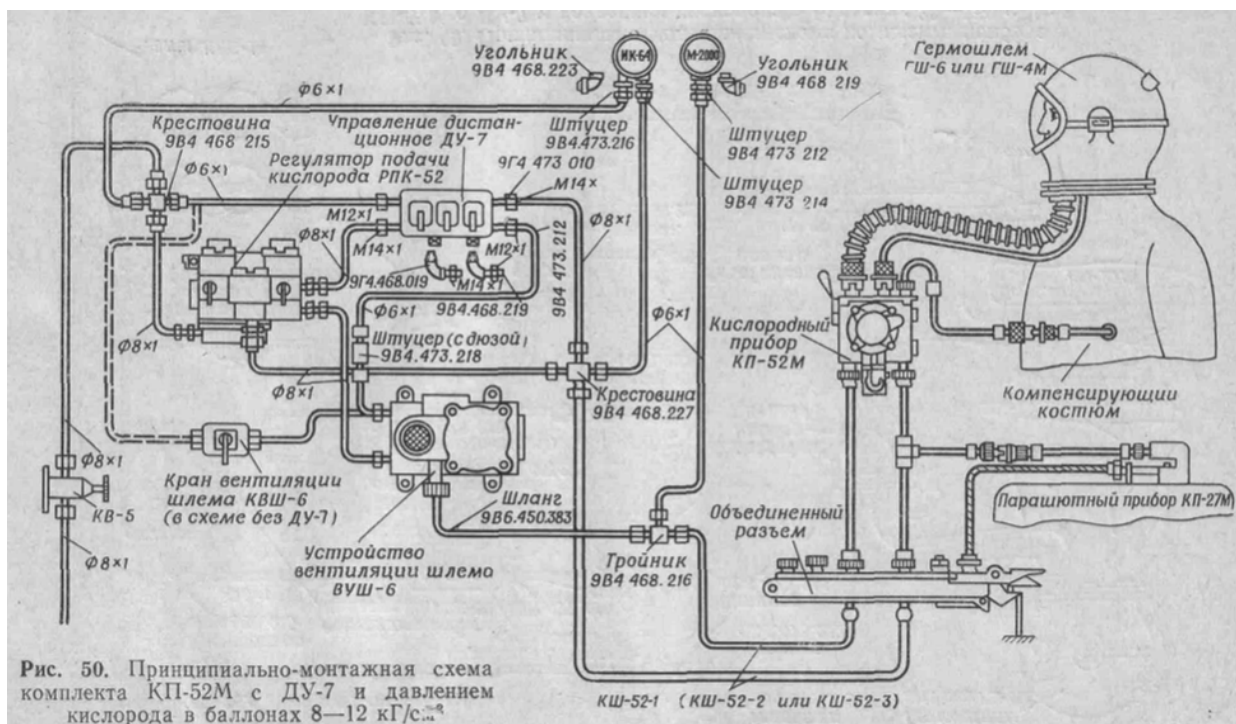 Угольник
9В4 468.223
ИК-64
М-2000
Угольник
9В4 468 219
Гермошлем
ГШ-6 или ГШ-4М
Ф6×1
Крестовина
9В4 468 215
Управление дистан-
ционное ДУ-7
Штуцер
9В4.473.216
Штуцер
9В4 473 212
Регулятор подачи
кислорода РПК-52
9Г4 473 010
М14×
Штуцер
9В4 473 214
Ф6×1
М12×1
Ф8×1
М14×1
М12×1
9В4 473.212
Ф8×1
9Г4.468.019
М14×1
9В4.468.219
Ф6×1
Ф6×1
Ф8×1
Штуцер (с дюзой)
9В4.473.218
Кислородный
прибор
КП-52М
Ф8×1
Крестовина
9В4 468.227
Компенсирующий
костюм
Ф8×1
КВ-5
Кран вентиляции
шлема КВШ-6
(в схеме без ДУ-7)
Шланг
9В6.450.383
Парашютный прибор КП-27М)
Объединенный
разъем
Ф8×1
Устройство
вентиляции шлема
ВУШ-6
Тройник
9В4 468.216
Рис. 50. Принципиально-монтажная схема
комплекта КП-52М с ДУ-7 и давлением
кислорода в баллонах 8—12 кГ/см²
КШ-52-1 (КШ-52-2 или КШ-52-3)